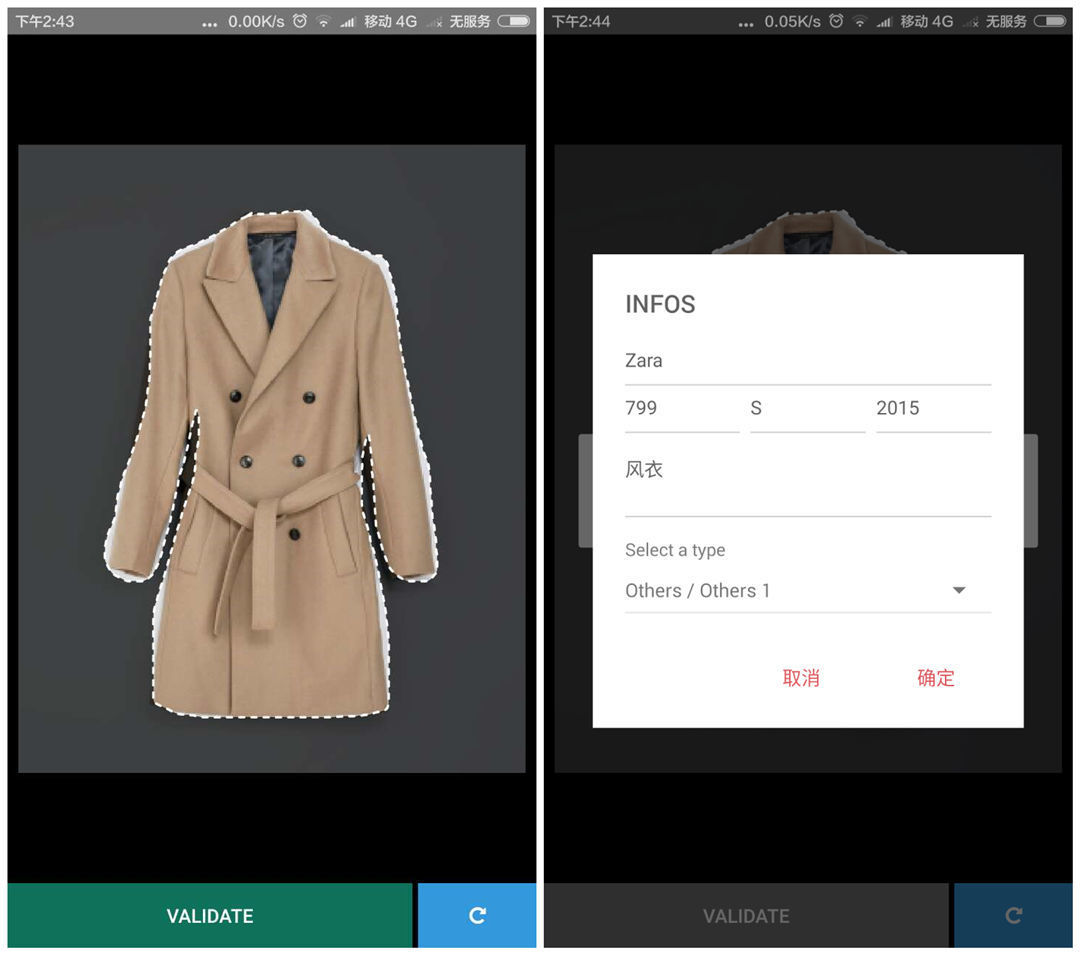 下午2:43
... 0.00K/s 移动 4G 无服务
VALIDATE
下午2:44
... 0.05K/s 移动 4G 无服务
INFOS
Zara
799 S 2015
风衣
Select a type
Others / Others 1
取消 确定
VALIDATE